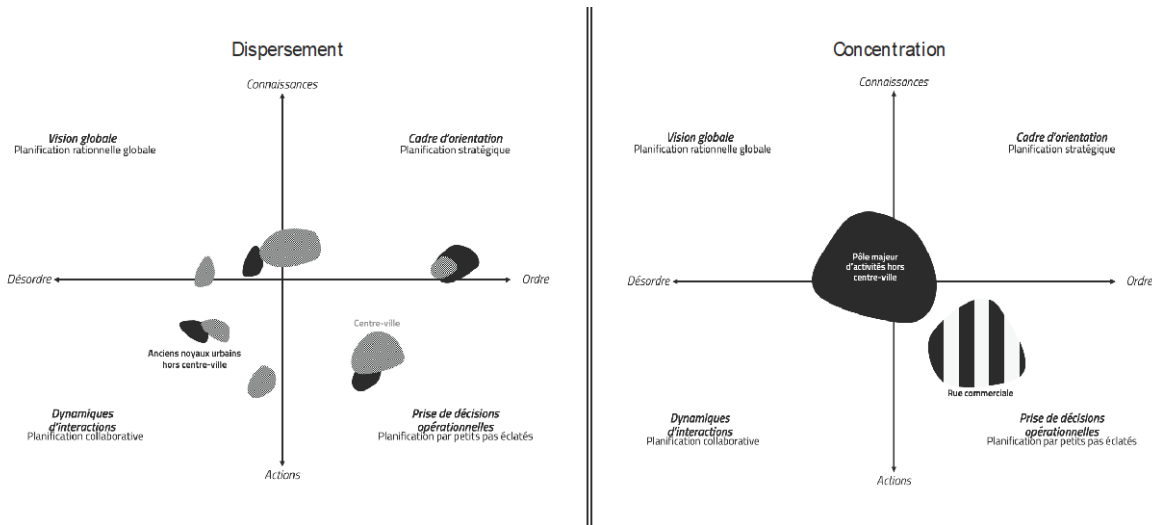 Dispersement
Connaissances
Vision globale
Planification rationnelle globale
Cadre d'orientation
Planification stratégique
Désordre
Ordre
Centre-ville
Anciens noyaux urbains
hors centre-ville
Dynamiques
d'interactions
Planification collaborative
Prise de décisions
opérationnelles
Planification par petits pas éclatés
Actions
Concentration
Connaissances
Vision globale
Planification rationnelle globale
Cadre d'orientation
Planification stratégique
Pôle majeur
d'activités hors
centre-ville
Désordre
Ordre
Rue commerciale
Dynamiques
d'interactions
Planification collaborative
Prise de décisions
opérationnelles
Planification par petits pas éclatés
Actions